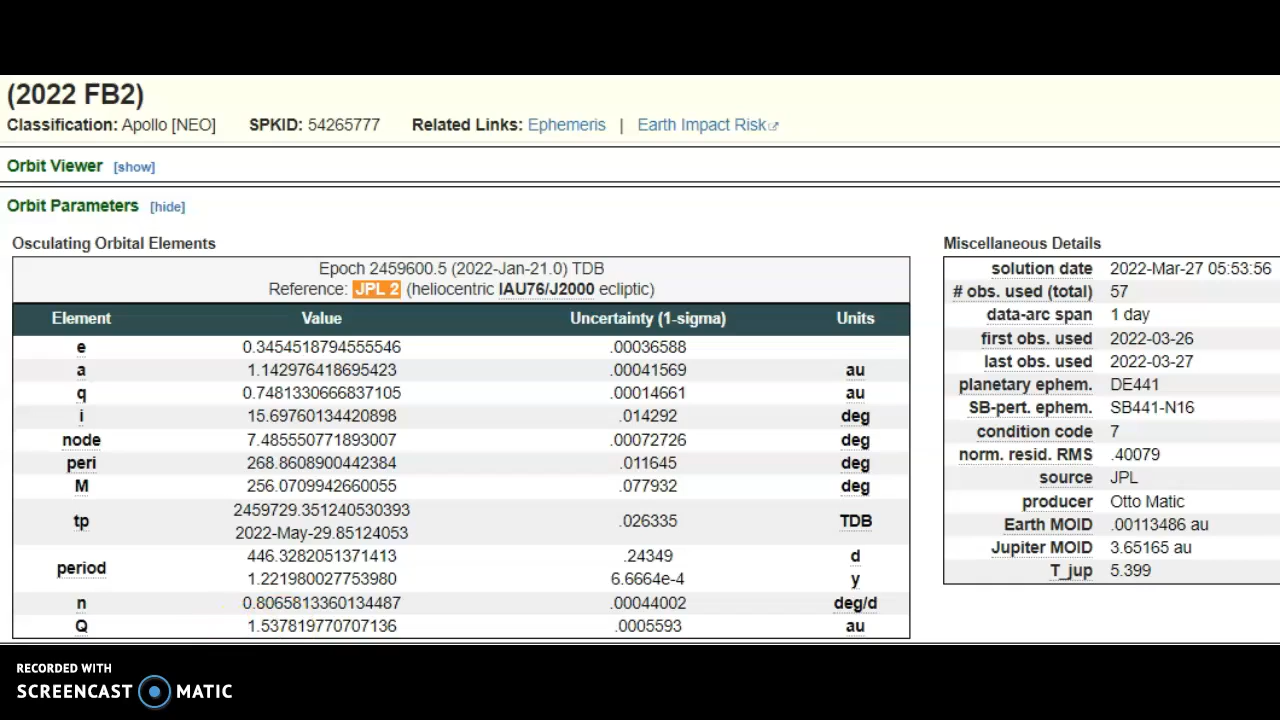 (2022 FB2)
Classification: Apollo [NEO] SPKID: 54265777 Related Links: Ephemeris | Earth Impact Risk
Orbit Viewer [show]
Orbit Parameters [hide]
Osculating Orbital Elements
Epoch 2459600.5 (2022-Jan-21.0) TDB
Reference: JPL 2 (heliocentric IAU76/J2000 ecliptic)
Element Value Uncertainty (1-sigma) Units
e 0.3454518794555546 .00036588
a 1.142976418695423 .00041569 au
q 0.7481330666837105 .00014661 au
i 15.69760134420898 .014292 deg
node 7.485550771893007 .00072726 deg
peri 268.8608900442384 .011645 deg
M 256.0709942600055 .077932 deg
tp 2459729.351240530393 .026335 TDB
2022-May-29.85124053
period 446.3282051371413 .24349 d
1.221980027753980 6.6664e-4 y
n 0.8065813360134487 .00044002 deg/d
Q 1.537819770707136 .0005593 au
Miscellaneous Details
solution date 2022-Mar-27 05:53:56
# obs. used (total) 57
data-arc span 1 day
first obs. used 2022-03-26
last obs. used 2022-03-27
planetary ephem. DE441
SB-pert. ephem. SB441-N16
condition code 7
norm. resid. RMS .40079
source JPL
producer Otto Matic
Earth MOID .00113486 au
Jupiter MOID 3.65165 au
T_jup 5.399
RECORDED WITH
SCREENCAST MATIC